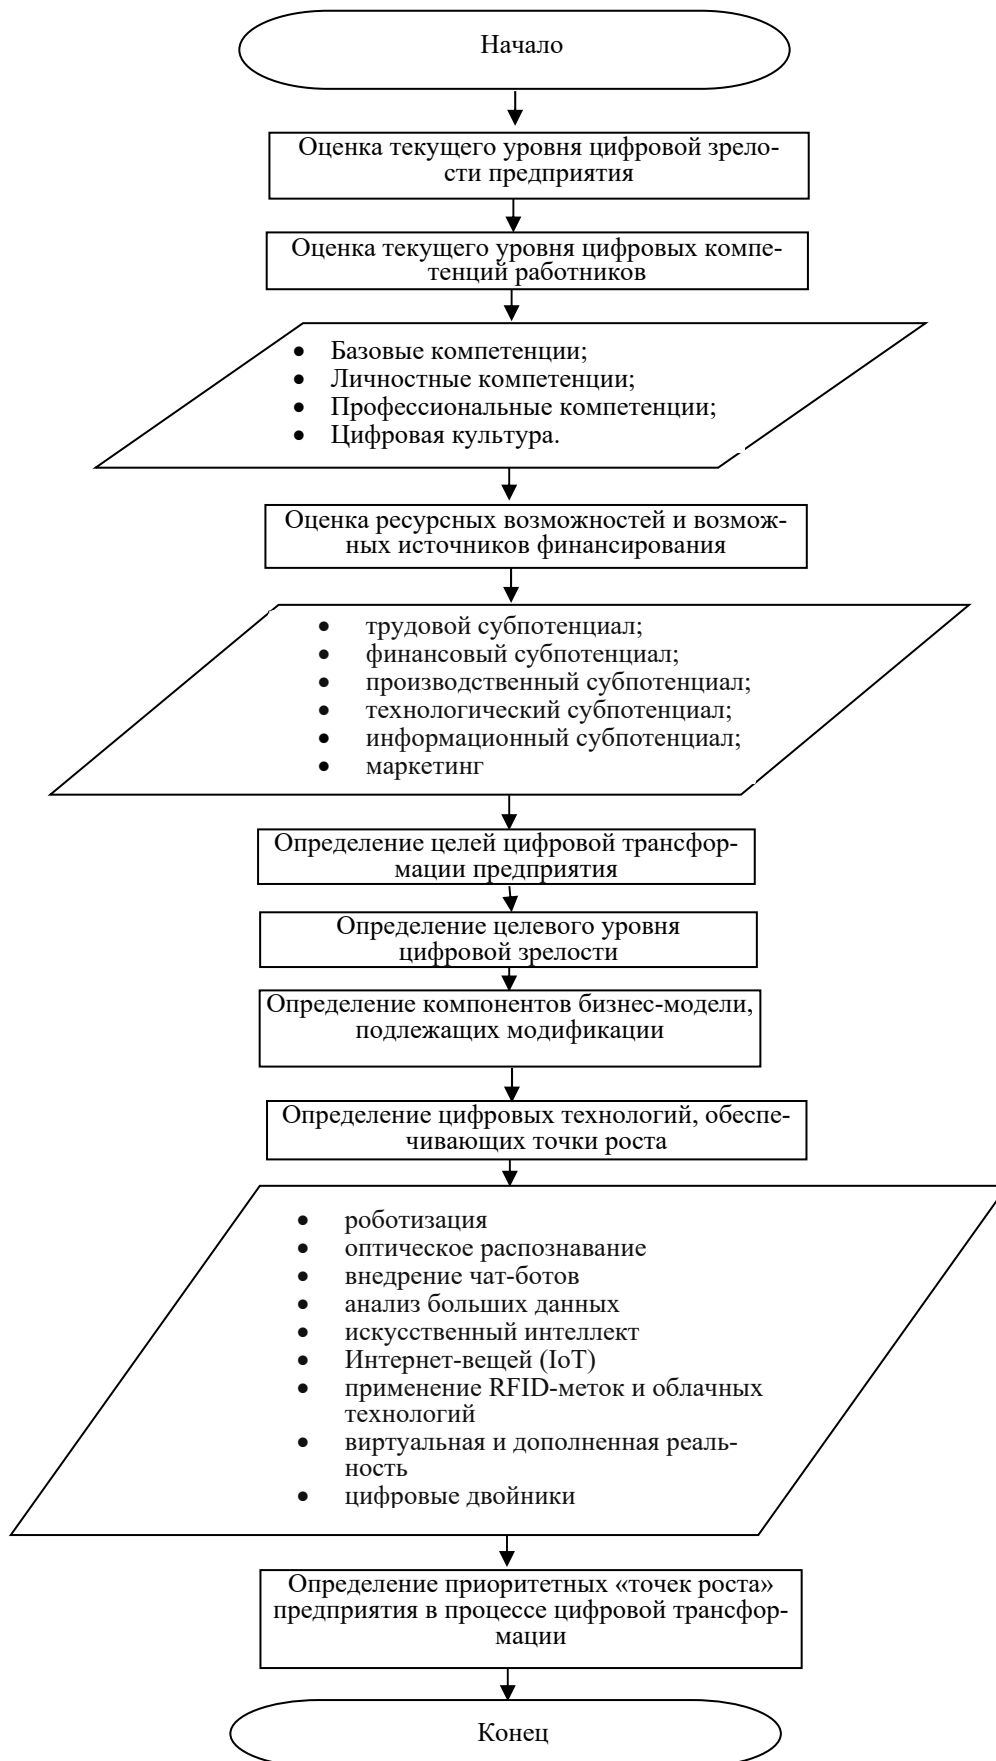 Начало
Оценка текущего уровня цифровой зрело-
сти предприятия
Оценка текущего уровня цифровых компе-
тенций работников
• Базовые компетенции;
• Личностные компетенции;
• Профессиональные компетенции;
• Цифровая культура.
Оценка ресурсных возможностей и возмож-
ных источников финансирования
• трудовой субпотенциал;
• финансовый субпотенциал;
• производственный субпотенциал;
• технологический субпотенциал;
• информационный субпотенциал;
• маркетинг
Определение целей цифровой трансфор-
мации предприятия
Определение целевого уровня
цифровой зрелости
Определение компонентов бизнес-модели,
подлежащих модификации
Определение цифровых технологий, обеспе-
чивающих точки роста
• роботизация
• оптическое распознавание
• внедрение чат-ботов
• анализ больших данных
• искусственный интеллект
• Интернет-вещей (IoT)
• применение RFID-меток и облачных
технологий
• виртуальная и дополненная реаль-
ность
• цифровые двойники
Определение приоритетных «точек роста»
предприятия в процессе цифровой трансфор-
мации
Конец